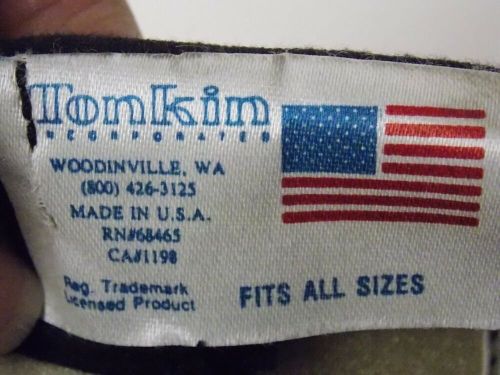 Tonkin
INCORPORATED
WOODINVILLE, WA
(800) 426-3125
MADE IN U.S.A.
RN#68465
CA#1198
Reg. Trademark
Licensed Product
FITS ALL SIZES